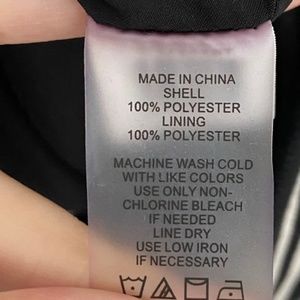 MADE IN CHINA
SHELL
100% POLYESTER
LINING
100% POLYESTER
MACHINE WASH COLD
WITH LIKE COLORS
USE ONLY NON-
CHLORINE BLEACH
IF NEEDED
LINE DRY
USE LOW IRON
IF NECESSARY